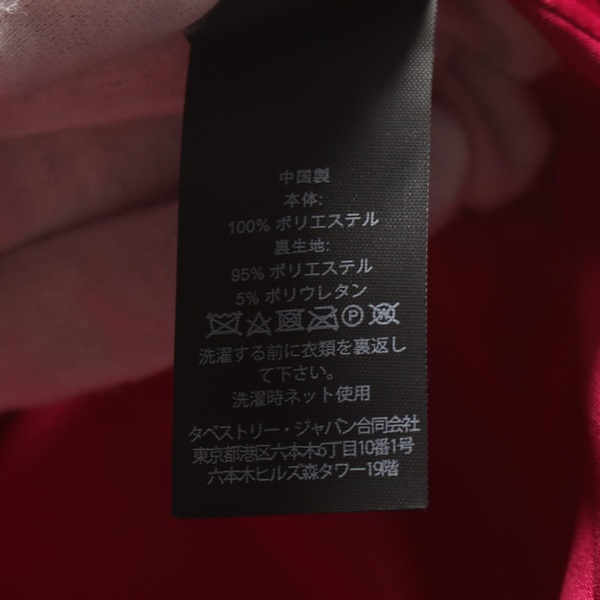 中国製
本体:
100% ポリエステル
裏生地:
95% ポリエステル
5% ポリウレタン
洗濯する前に衣類を裏返し
て下さい。
洗濯時ネット使用
タペストリー・ジャパン合同会社
東京都港区六本木6丁目10番1号
六本木ヒルズ森タワー19階